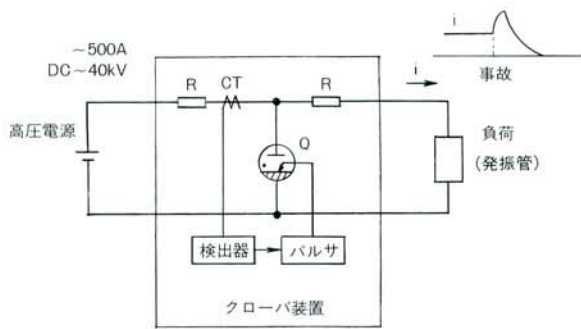 ~500A
DC~40kV
R
CT
R
i
i
事故
高圧電源
Q
負荷
(発振管)
検出器
パルサ
クローバ装置